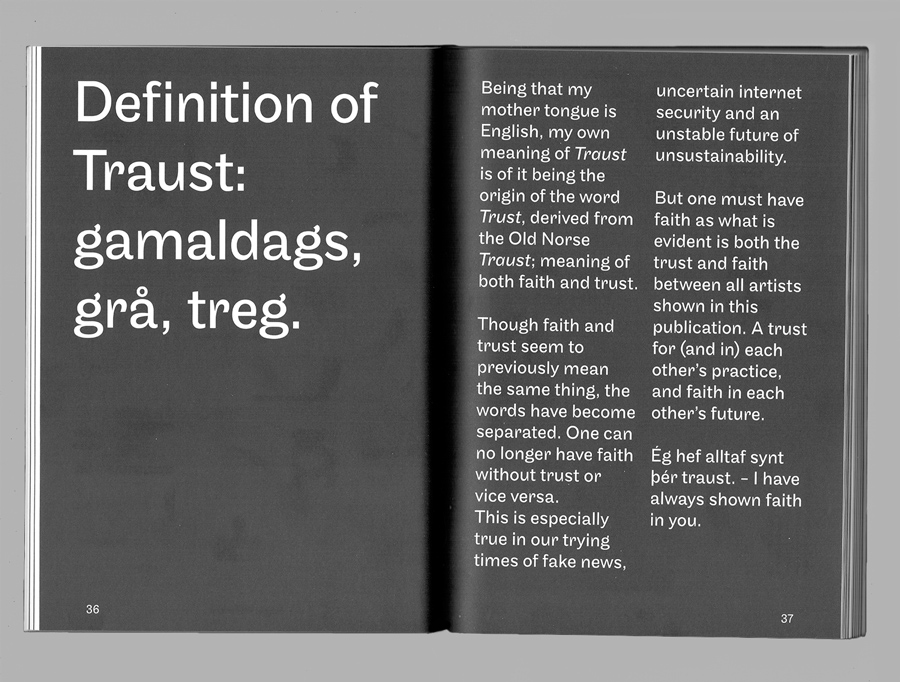 Definition of
Traust:
gamaldags,
grå, treg.
36
Being that my
mother tongue is
English, my own
meaning of Traust
is of it being the
origin of the word
Trust, derived from
the Old Norse
Traust; meaning of
both faith and trust.
Though faith and
trust seem to
previously mean
the same thing, the
words have become
separated. One can
no longer have faith
without trust or
vice versa.
This is especially
true in our trying
times of fake news,
uncertain internet
security and an
unstable future of
unsustainability.
But one must have
faith as what is
evident is both the
trust and faith
between all artists
shown in this
publication. A trust
for (and in) each
other’s practice,
and faith in each
other’s future.
Ég hef alltaf synt
þér traust. – I have
always shown faith
in you.
37